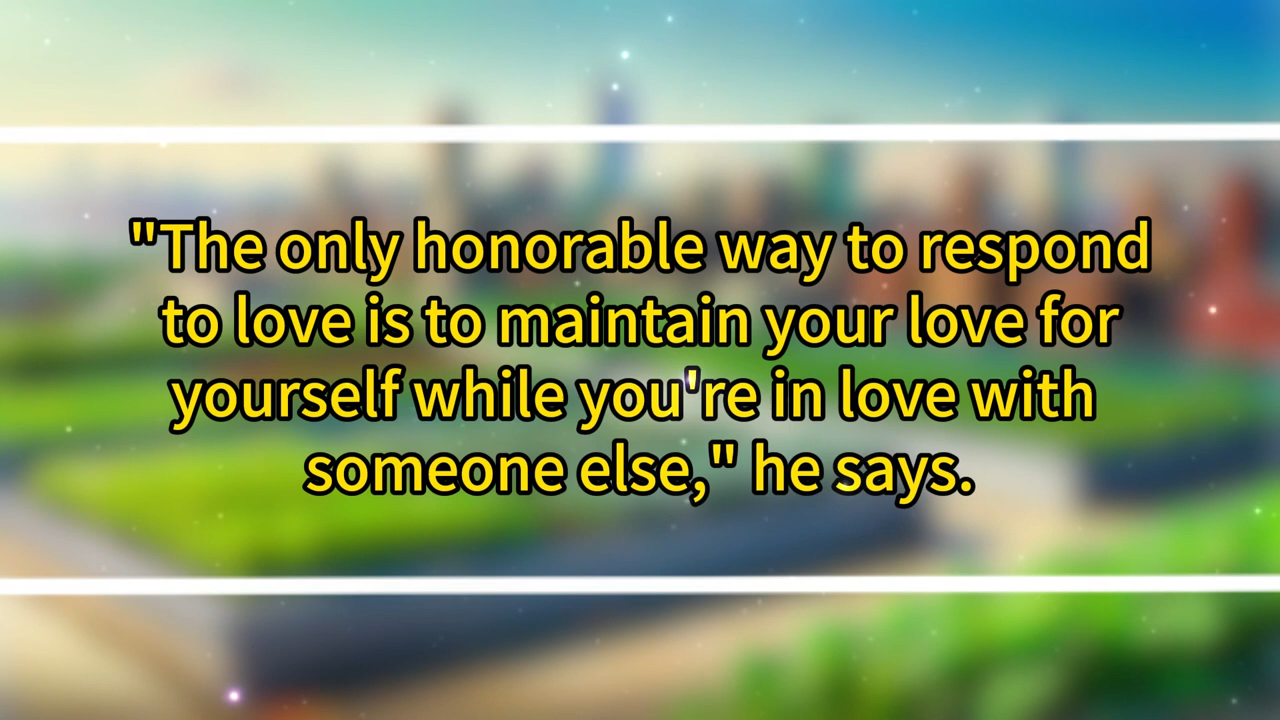 "The only honorable way to respond
to love is to maintain your love for
yourself while you're in love with
someone else," he says.